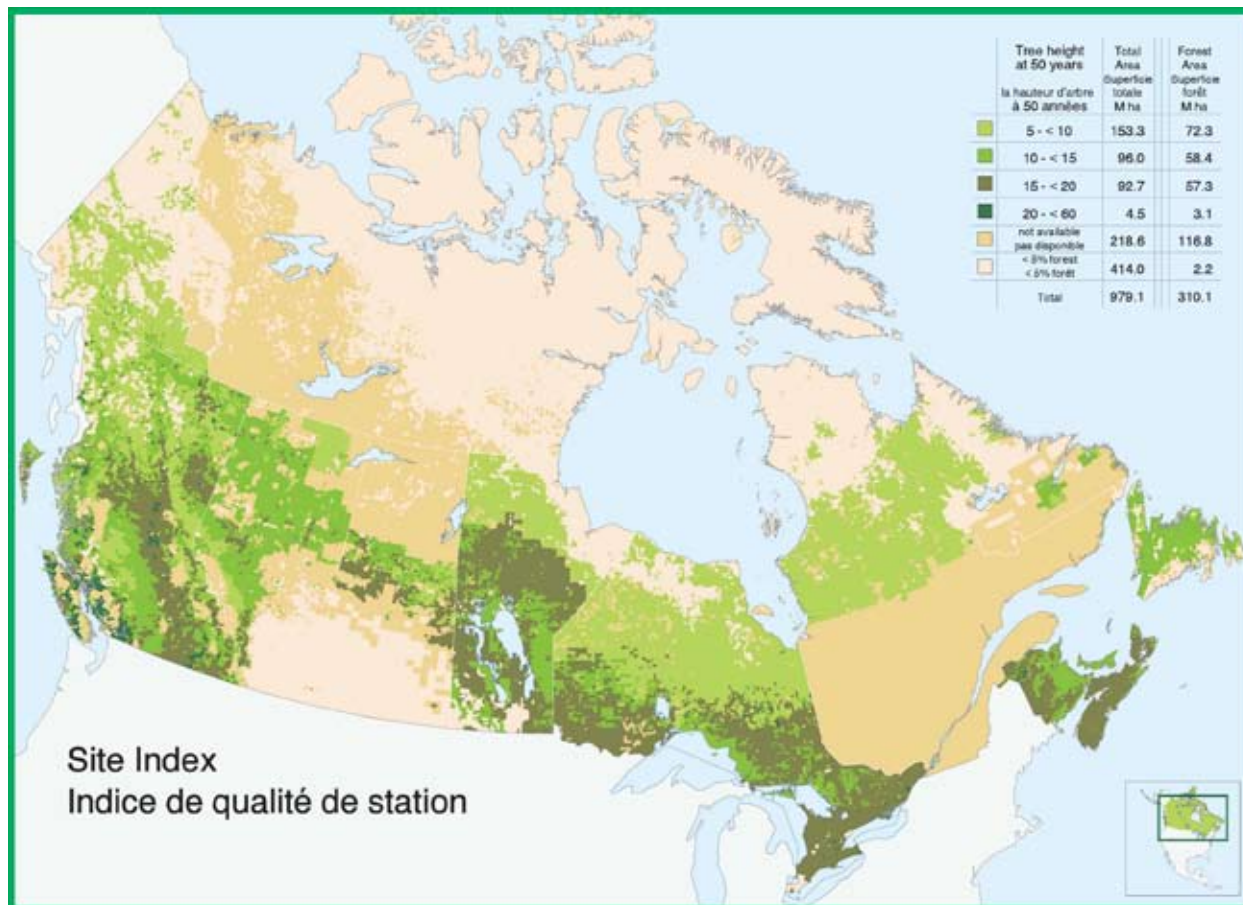 Tree height at 50 years
la hauteur d'arbre à 50 années
Total Area Superficie totale M ha
Forest Area Superficie forêt M ha
5 - < 10 153.3 72.3
10 - < 15 96.0 58.4
15 - < 20 92.7 57.3
20 - < 60 4.5 3.1
not available
pas disponible 218.6 116.8
< 5% forest
< 5% forêt 414.0 2.2
Total 979.1 310.1
Site Index
Indice de qualité de station